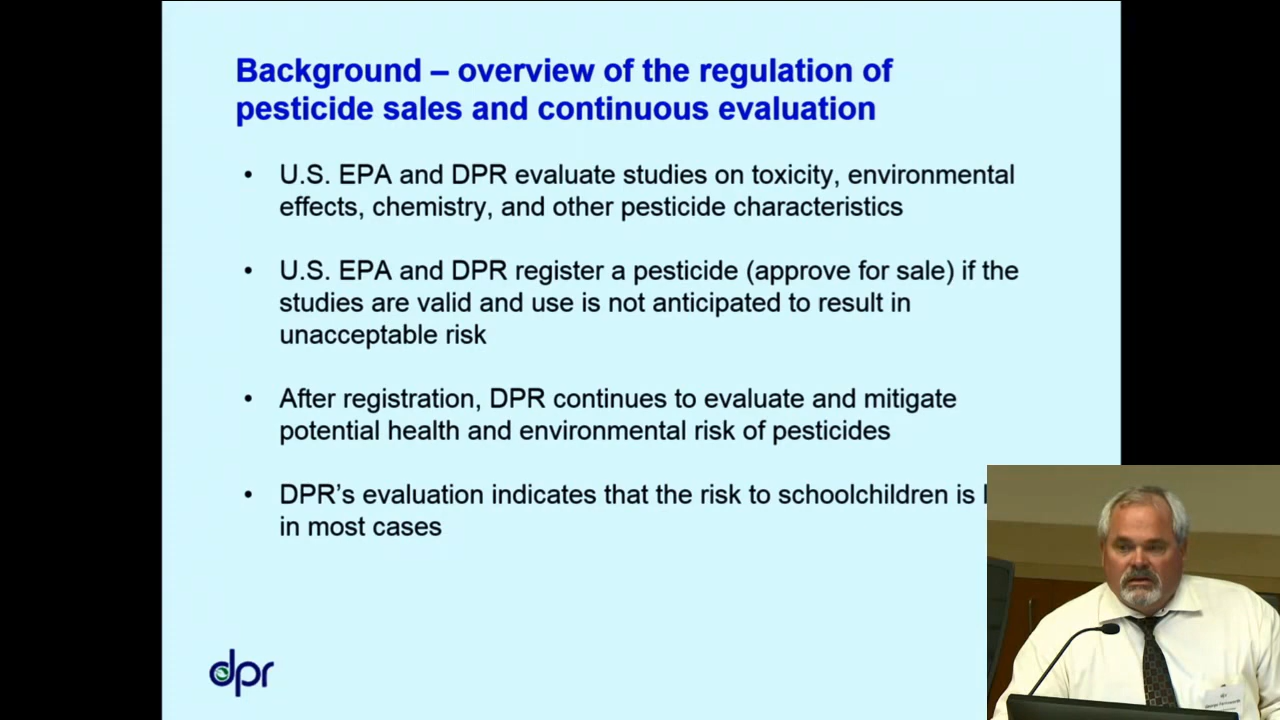 Background – overview of the regulation of
pesticide sales and continuous evaluation
• U.S. EPA and DPR evaluate studies on toxicity, environmental
effects, chemistry, and other pesticide characteristics
• U.S. EPA and DPR register a pesticide (approve for sale) if the
studies are valid and use is not anticipated to result in
unacceptable risk
• After registration, DPR continues to evaluate and mitigate
potential health and environmental risk of pesticides
• DPR’s evaluation indicates that the risk to schoolchildren is
in most cases
dpr